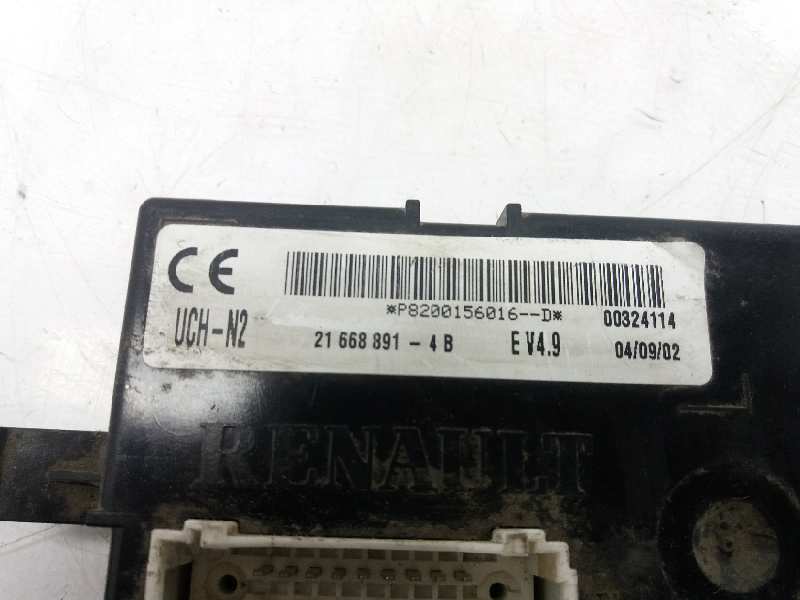 CE
*P8200156016--D* 00324114
UCH-N2 21 668 891 - 4 B E V4.9 04/09/02
RENAULT